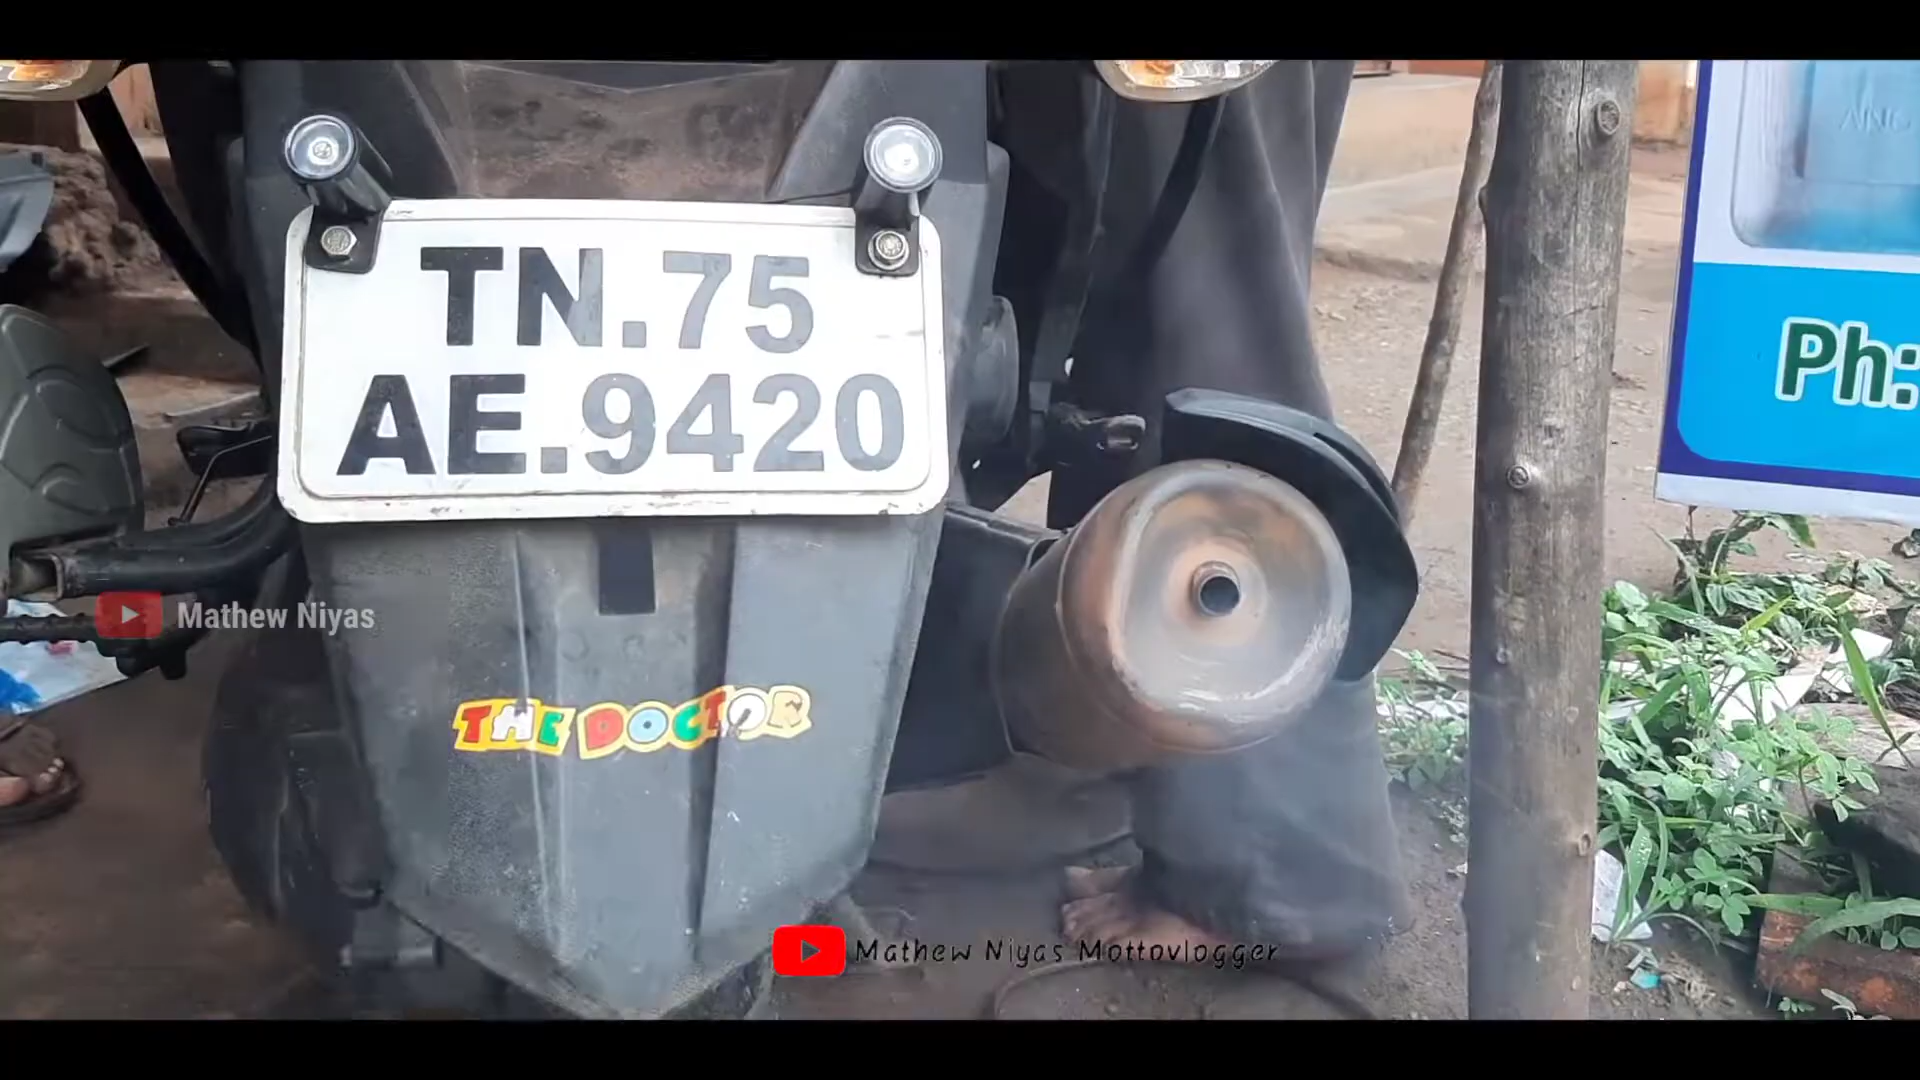 TN.75
AE.9420
Ph:
Mathew Niyas
THE DOCTOR
Mathew Niyas Mottovlogger